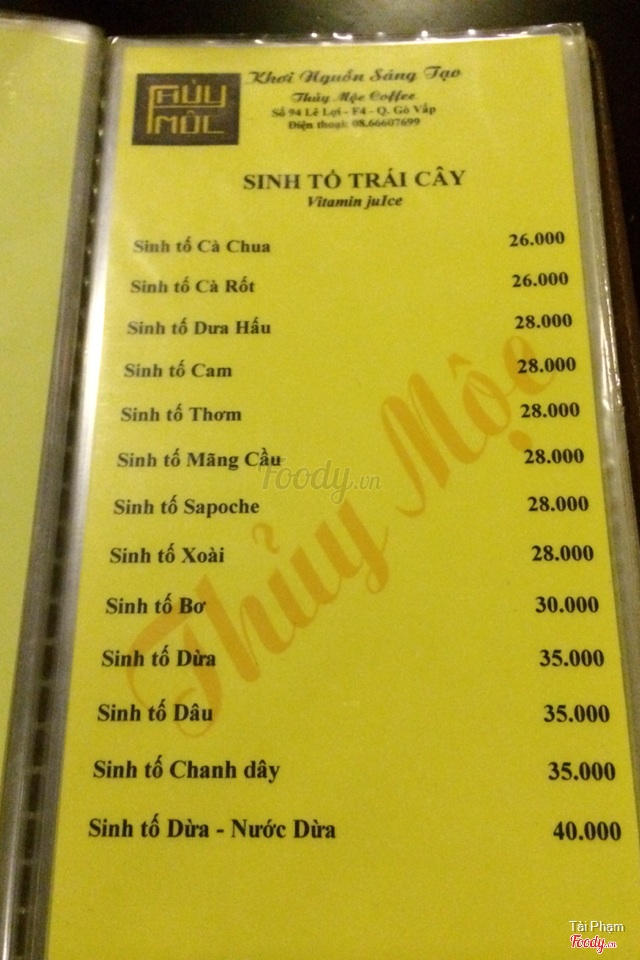 THỦY
MỘC
Khơi Nguồn Sáng Tạo
Thủy Mộc Coffee
Số 94 Lê Lợi - F4 - Q. Gò Vấp
Điện thoại: 08.66607699
SINH TỐ TRÁI CÂY
Vitamin juIce
Sinh tố Cà Chua 26.000
Sinh tố Cà Rốt 26.000
Sinh tố Dưa Hấu 28.000
Sinh tố Cam 28.000
Sinh tố Thơm 28.000
Sinh tố Mãng Cầu 28.000
Sinh tố Sapoche 28.000
Sinh tố Xoài 28.000
Sinh tố Bơ 30.000
Sinh tố Dừa 35.000
Sinh tố Dâu 35.000
Sinh tố Chanh dây 35.000
Sinh tố Dừa - Nước Dừa 40.000
Thủy Mộc
Foody.vn
Tài Phạm
Foody.vn